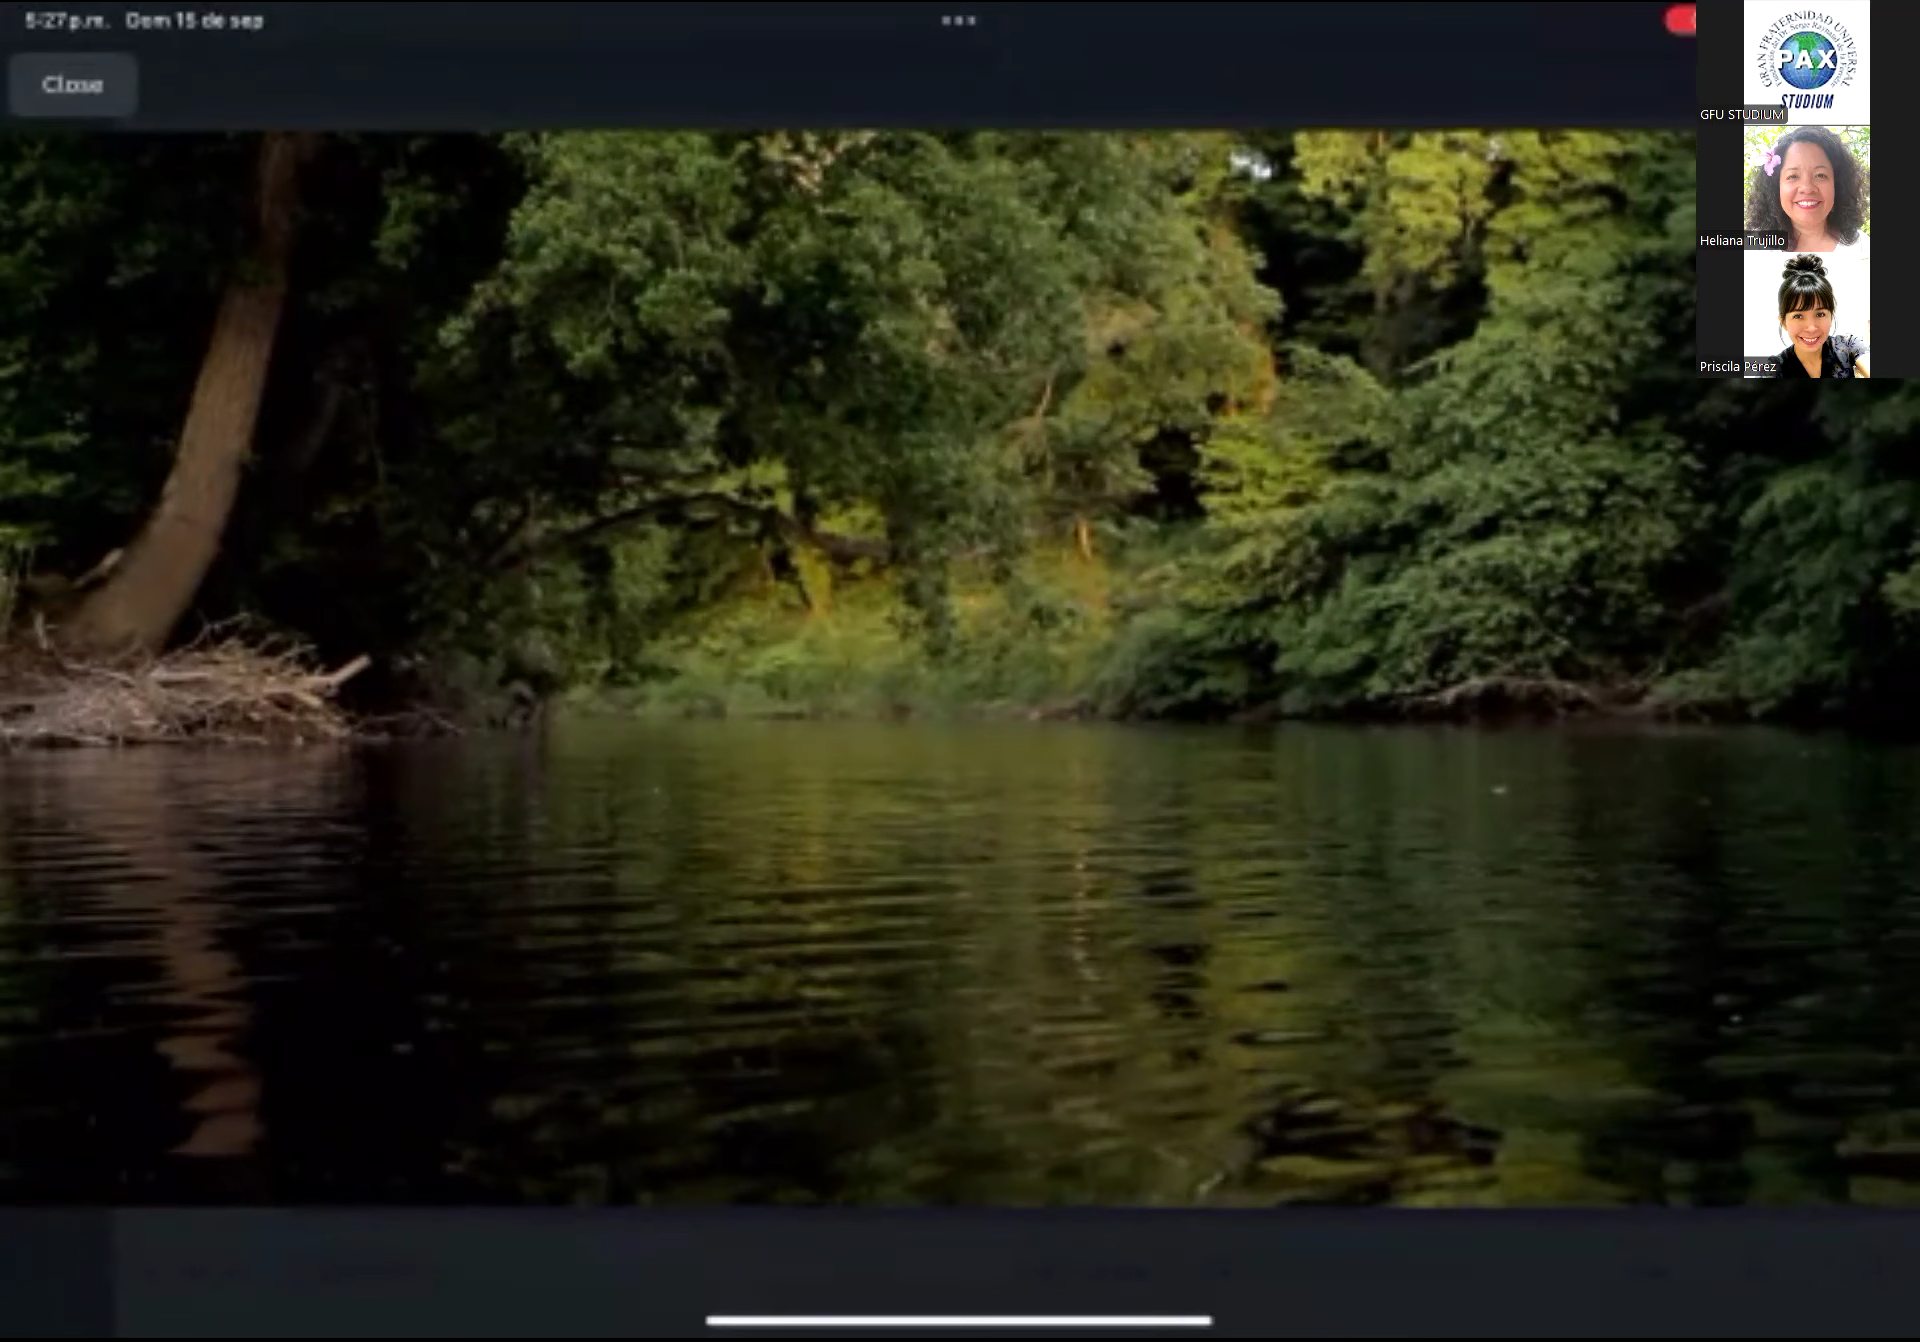 5:27 p.m. Dom 15 de sep
Close
GRAN FRATERNIDAD UNIVERSAL
PAX
STUDIUM
GFU STUDIUM
Heliana Trujillo
Priscila Pérez